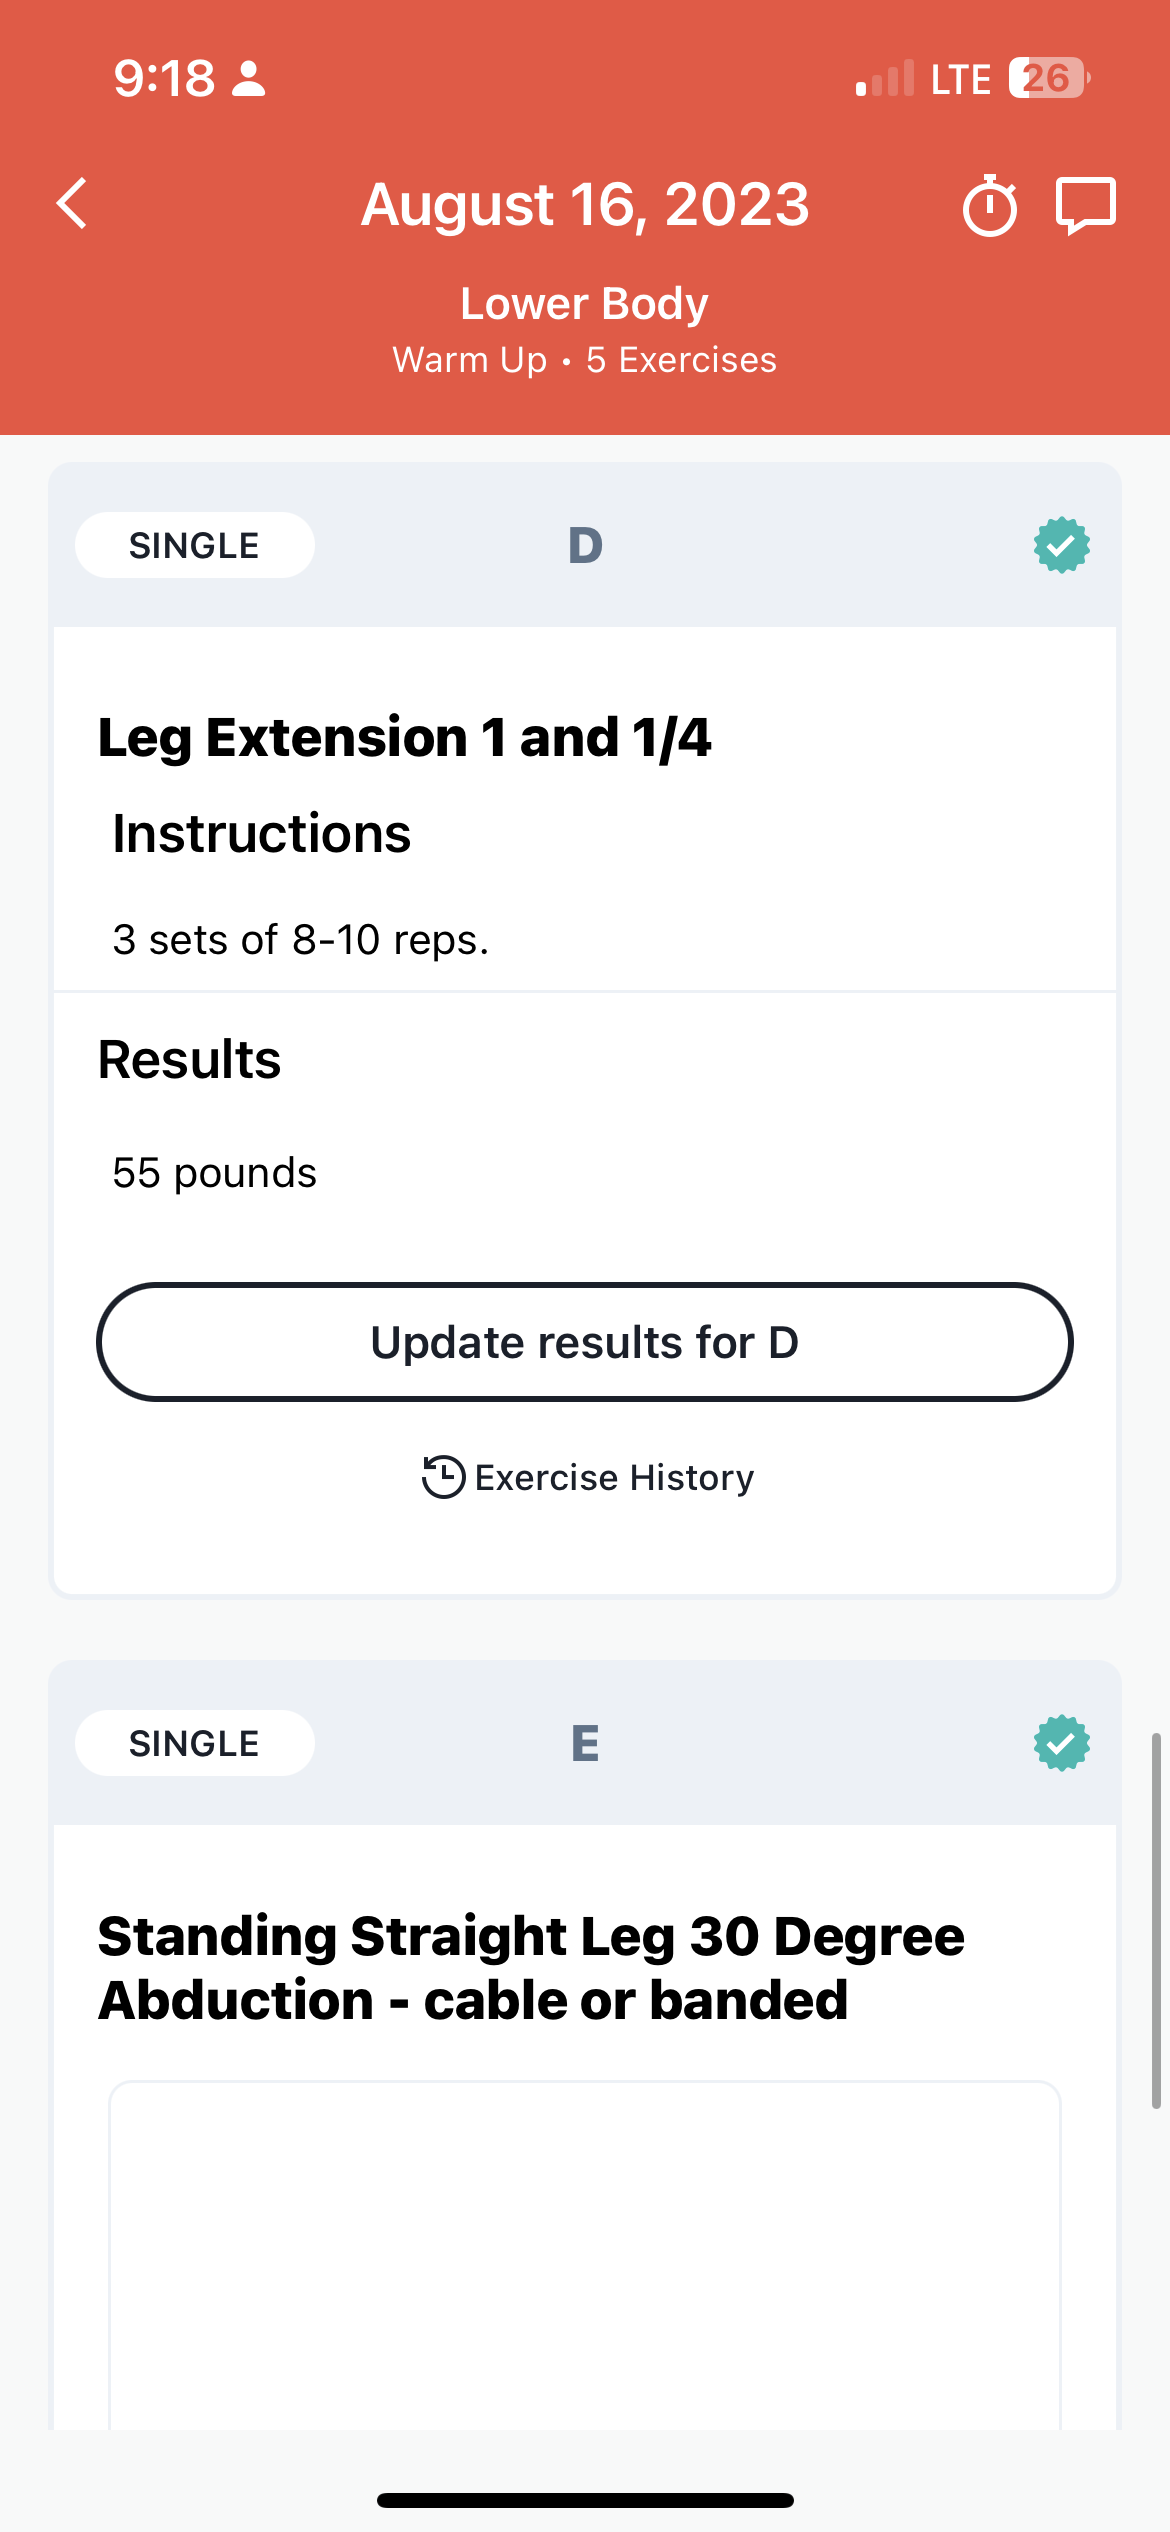 9:18
LTE 26
August 16, 2023
Lower Body
Warm Up • 5 Exercises
SINGLE
D
Leg Extension 1 and 1/4
Instructions
3 sets of 8-10 reps.
Results
55 pounds
Update results for D
Exercise History
SINGLE
E
Standing Straight Leg 30 Degree
Abduction - cable or banded